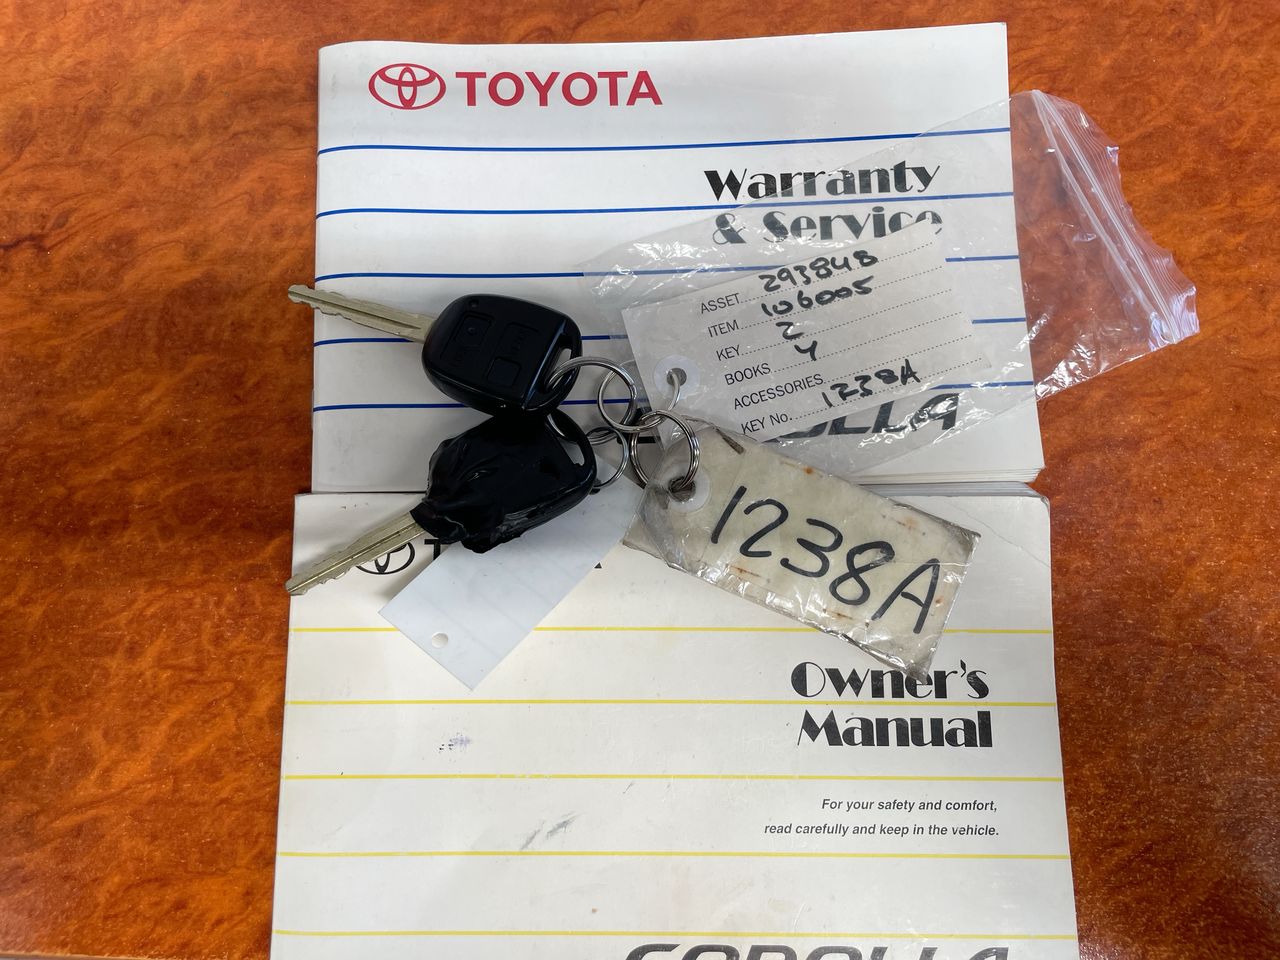 TOYOTA
Warranty
& Service
ASSET 293848
ITEM 106005
KEY 2
BOOKS 4
ACCESSORIES
KEY No. 1238A
1238A
Owner's
Manual
For your safety and comfort,
read carefully and keep in the vehicle.
COROLLA